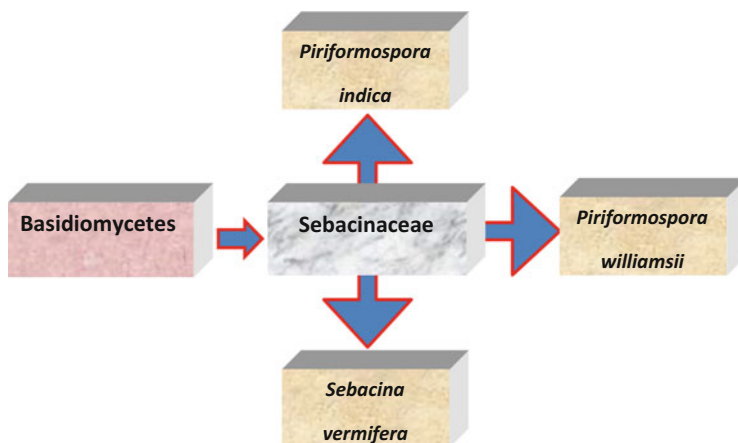 Piriformospora
indica
Basidiomycetes
Sebacinaceae
Piriformospora
williamsii
Sebacina
vermifera